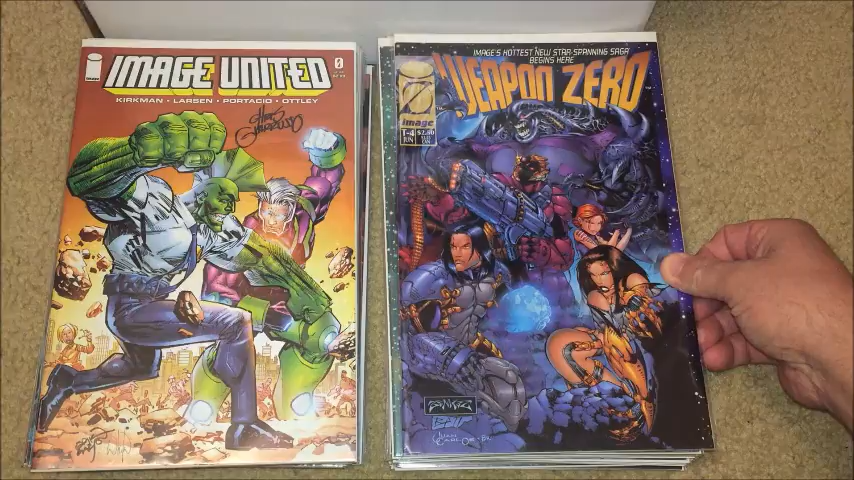 IMAGE UNITED
0
image
KIRKMAN • LARSEN • PORTACIO • OTTLEY
IMAGE'S HOTTEST NEW STAR-SPANNING SAGA
BEGINS HERE
WEAPON ZERO
image
T-4 $2.50
JUN